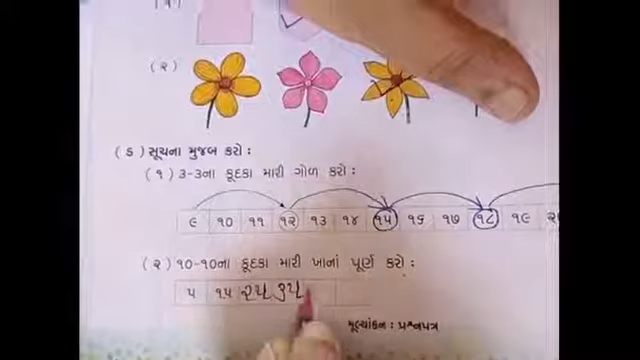 (૨)
(ડ) સૂચના મુજબ કરો :
(૧) ૩-૩ના કૂદકા મારી ગોળ કરો :
૯ ૧૦ ૧૧ ૧૨ ૧૩ ૧૪ ૧૫ ૧૬ ૧૭ ૧૮ ૧૯
(૨) ૧૦-૧૦ના કૂદકા મારી ખાનાં પૂર્ણ કરો :
૫ ૧૫ ૨૫ ૩૫
મૂલ્યાંકન : પ્રશ્નપત્ર